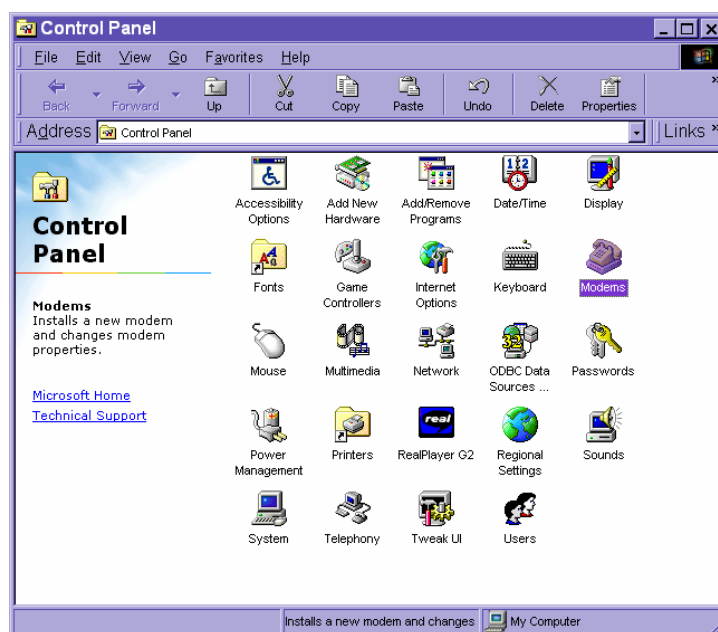 Control Panel
File Edit View Go Favorites Help
Back Forward Up Cut Copy Paste Undo Delete Properties »
Address Control Panel Links »
Control
Panel
Modems
Installs a new modem
and changes modem
properties.
Microsoft Home
Technical Support
Accessibility
Options
Add New
Hardware
Add/Remove
Programs
Date/Time
Display
Fonts
Game
Controllers
Internet
Options
Keyboard
Modems
Mouse
Multimedia
Network
ODBC Data
Sources ...
Passwords
Power
Management
Printers
real
RealPlayer G2
Regional
Settings
Sounds
System
Telephony
Tweak UI
Users
Installs a new modem and changes My Computer